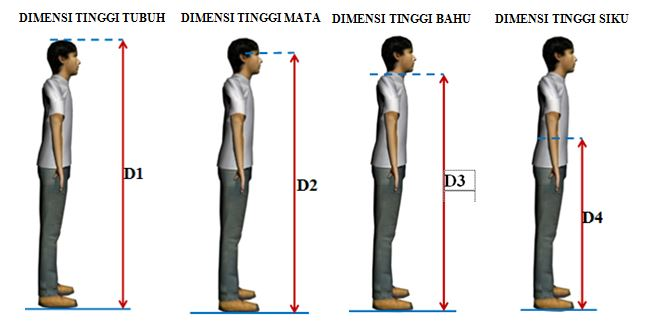 DIMENSI TINGGI TUBUH
DIMENSI TINGGI MATA
DIMENSI TINGGI BAHU
DIMENSI TINGGI SIKU
D1
D2
D3
D4